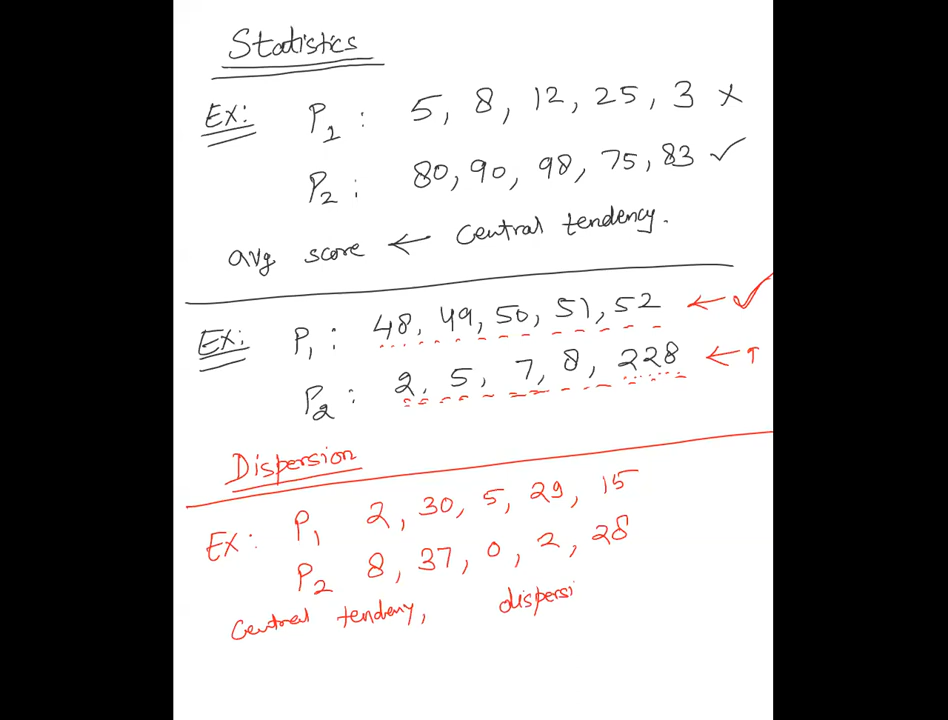 Statistics
EX: P1 : 5, 8, 12, 25, 3 ×
P2 : 80, 90, 98, 75, 83 ✓
avg score ← Central tendency.
EX: P1 : 48, 49, 50, 51, 52 ← ✓
P2 : 2, 5, 7, 8, 228 ← ↑
Dispersion
EX: P1 2, 30, 5, 29, 15
P2 8, 37, 0, 2, 28
Central tendeny, dispersi